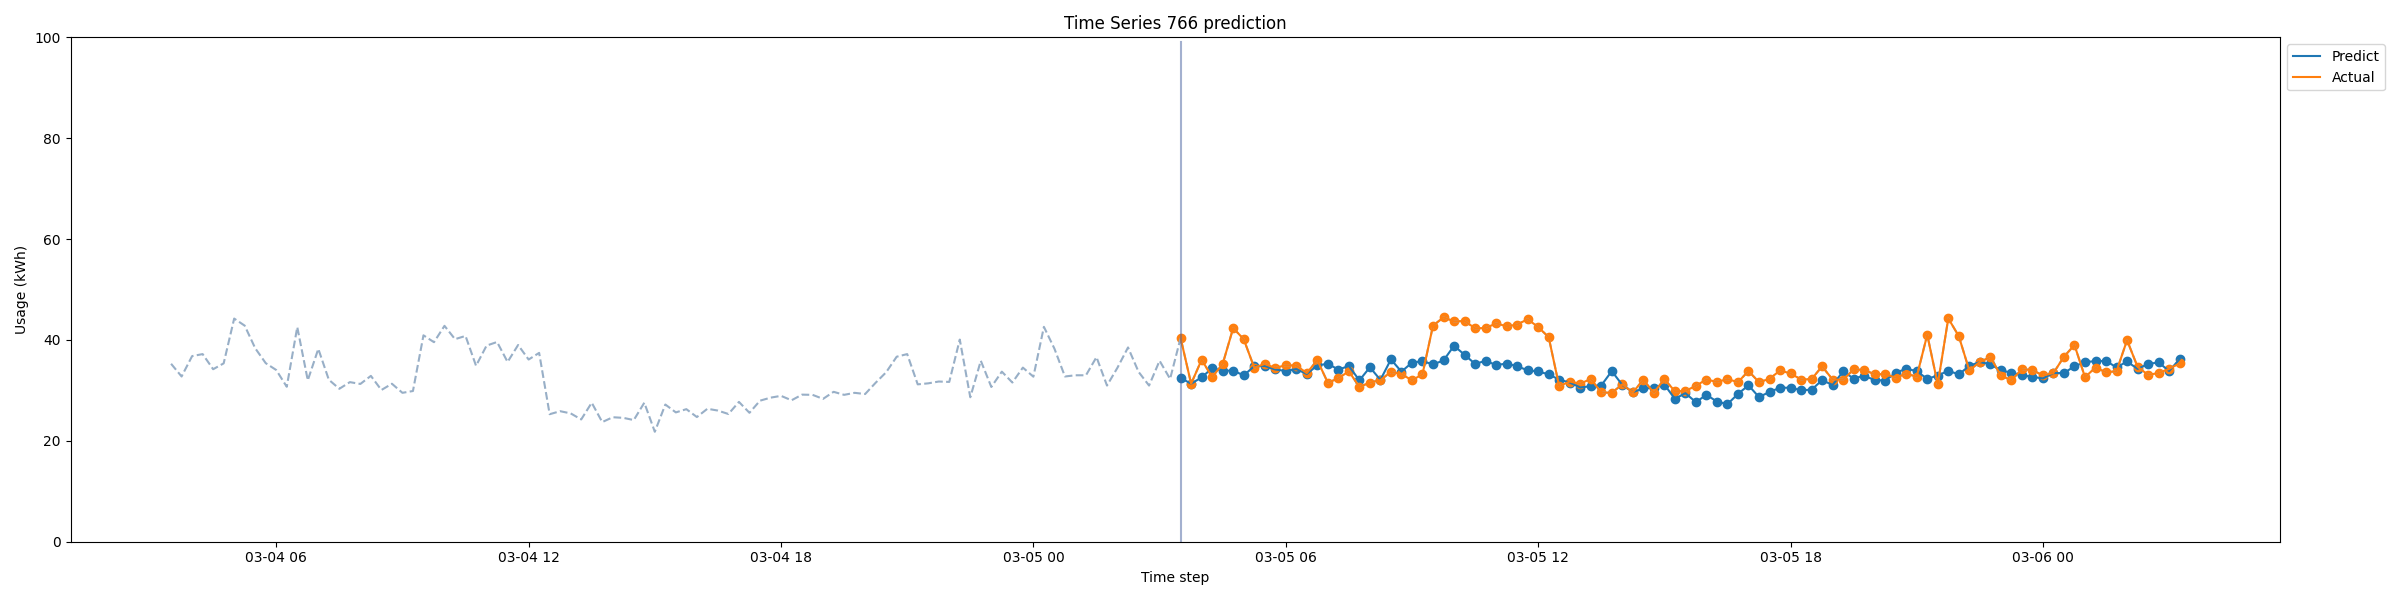 Time Series 766 prediction
Predict
Actual
Usage (kWh)
100
80
60
40
20
0
03-04 06
03-04 12
03-04 18
03-05 00
03-05 06
03-05 12
03-05 18
03-06 00
Time step